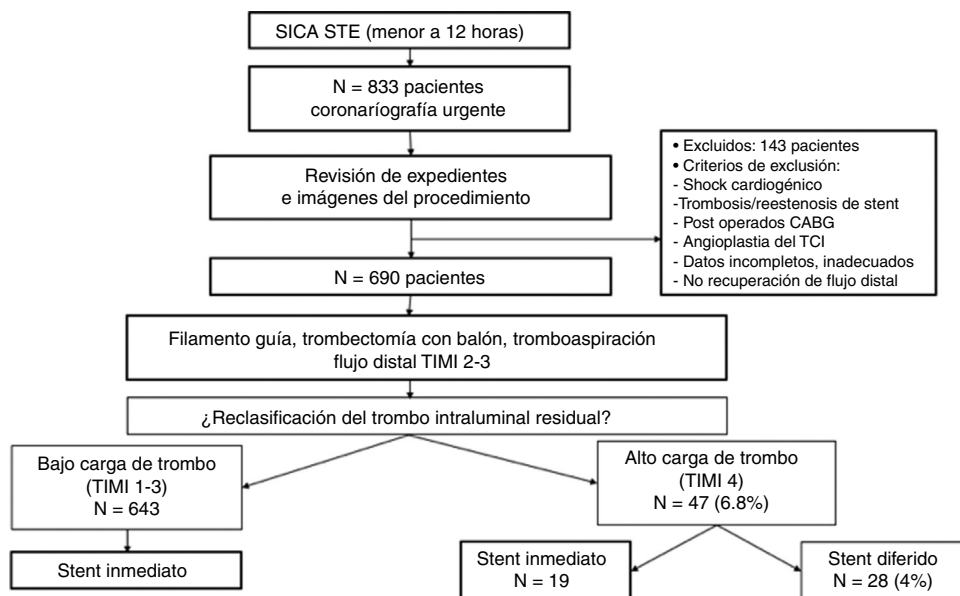 SICA STE (menor a 12 horas)
N = 833 pacientes
coronaríografía urgente
Revisión de expedientes
e imágenes del procedimiento
• Excluidos: 143 pacientes
• Criterios de exclusión:
- Shock cardiogénico
-Trombosis/reestenosis de stent
- Post operados CABG
- Angioplastia del TCI
- Datos incompletos, inadecuados
- No recuperación de flujo distal
N = 690 pacientes
Filamento guía, trombectomía con balón, tromboaspiración
flujo distal TIMI 2-3
¿Reclasificación del trombo intraluminal residual?
Bajo carga de trombo
(TIMI 1-3)
N = 643
Alto carga de trombo
(TIMI 4)
N = 47 (6.8%)
Stent inmediato
Stent inmediato
N = 19
Stent diferido
N = 28 (4%)